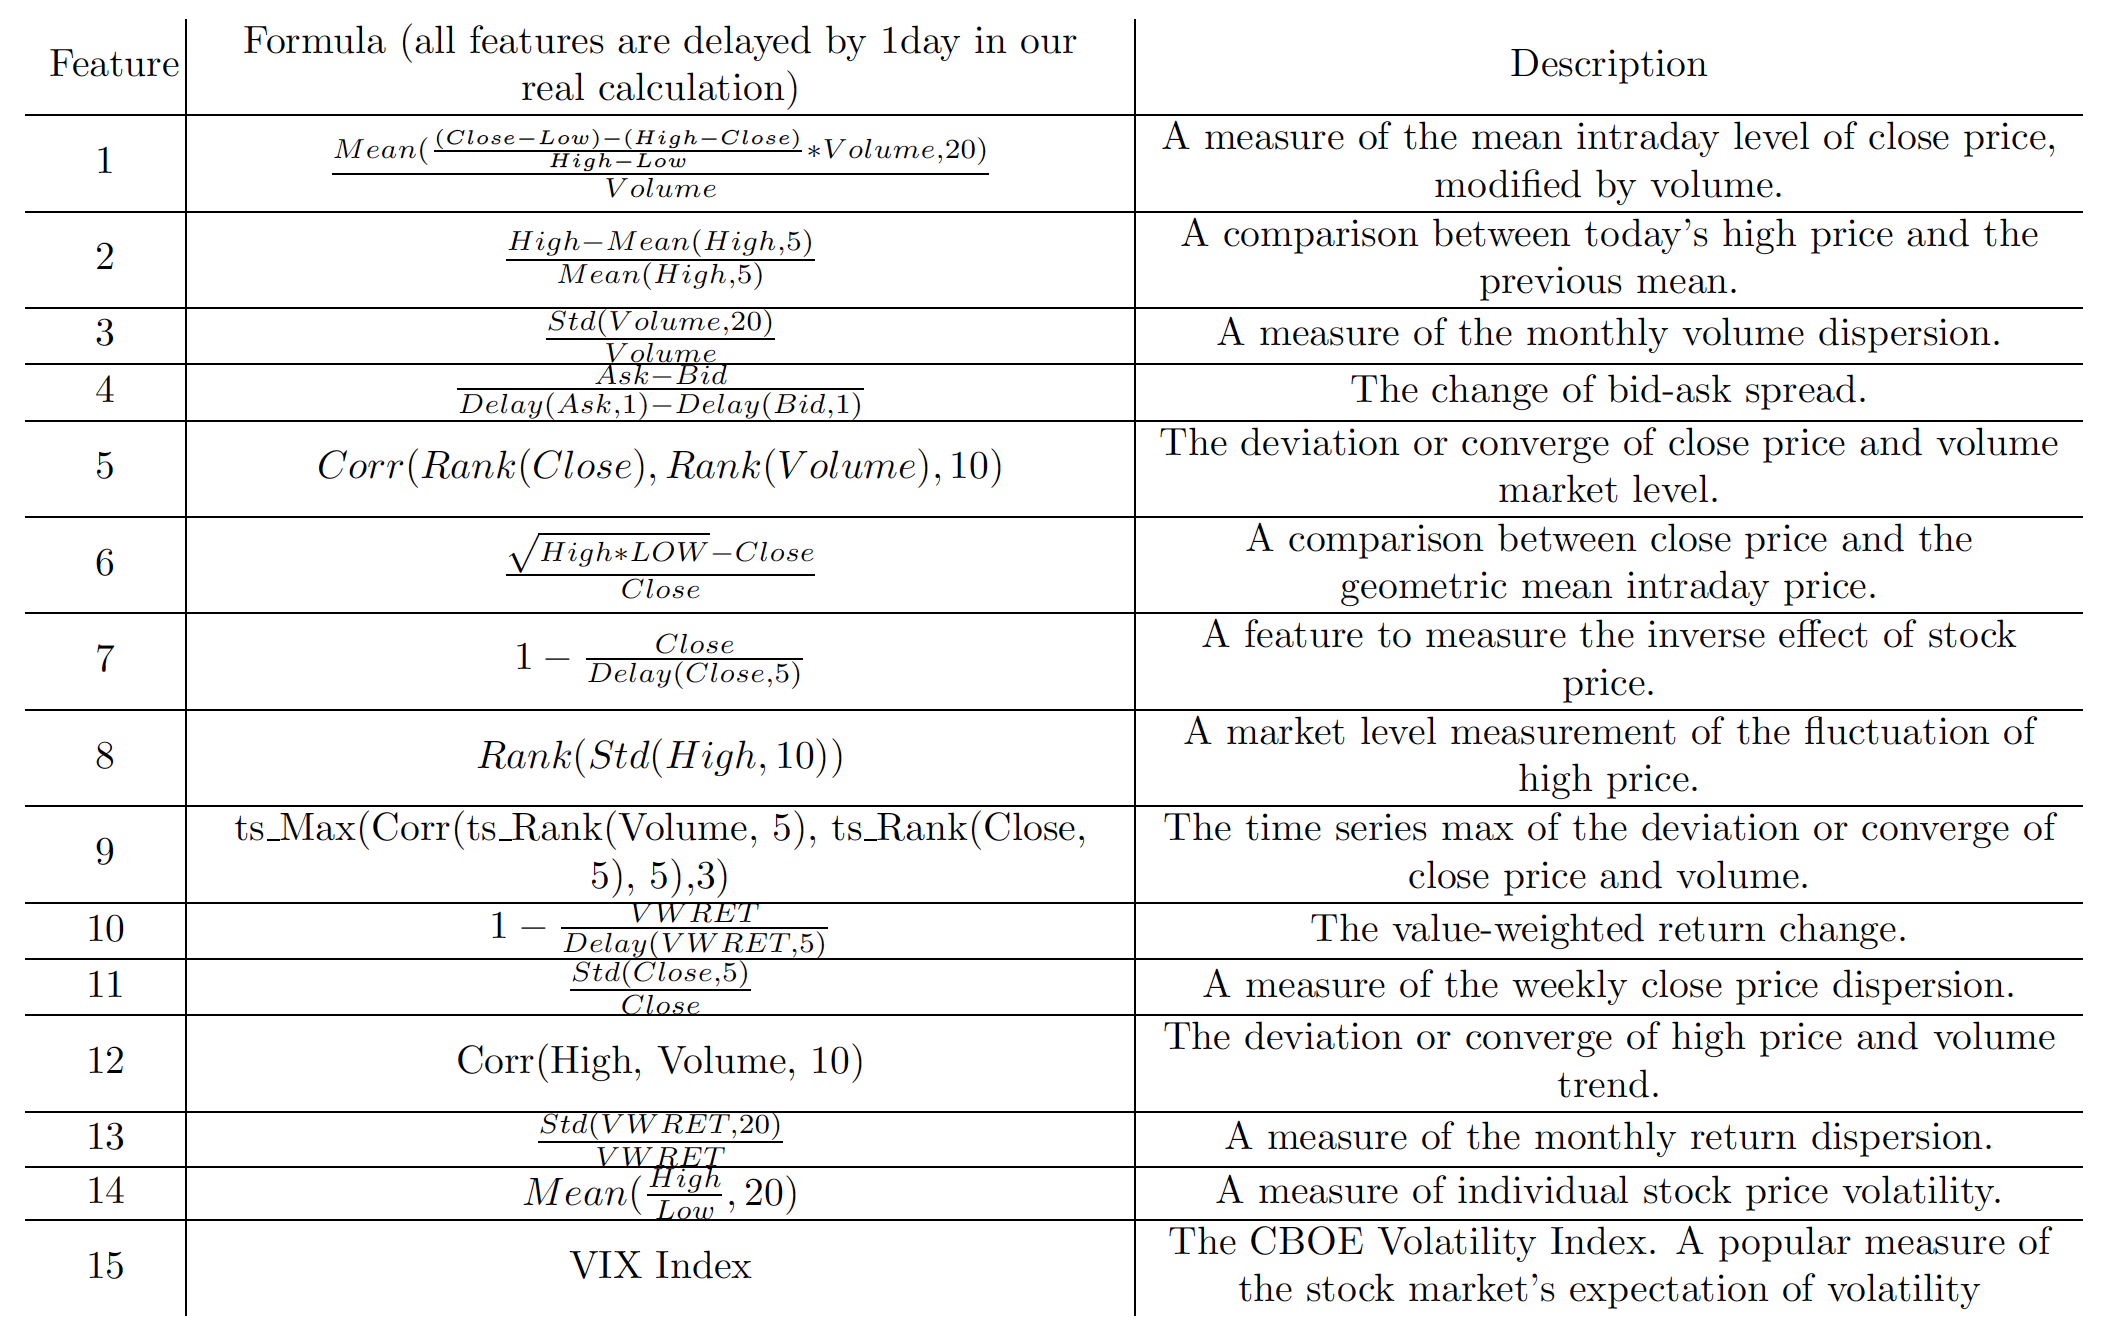 Feature | Formula (all features are delayed by 1day in our real calculation) | Description
1 | \frac{Mean(\frac{(Close-Low)-(High-Close)}{High-Low}*Volume,20)}{Volume} | A measure of the mean intraday level of close price, modified by volume.
2 | \frac{High-Mean(High,5)}{Mean(High,5)} | A comparison between today's high price and the previous mean.
3 | \frac{Std(Volume,20)}{Volume} | A measure of the monthly volume dispersion.
4 | \frac{Ask-Bid}{Delay(Ask,1)-Delay(Bid,1)} | The change of bid-ask spread.
5 | Corr(Rank(Close), Rank(Volume), 10) | The deviation or converge of close price and volume market level.
6 | \frac{\sqrt{High*LOW}-Close}{Close} | A comparison between close price and the geometric mean intraday price.
7 | 1 - \frac{Close}{Delay(Close,5)} | A feature to measure the inverse effect of stock price.
8 | Rank(Std(High, 10)) | A market level measurement of the fluctuation of high price.
9 | ts_Max(Corr(ts_Rank(Volume, 5), ts_Rank(Close, 5), 5),3) | The time series max of the deviation or converge of close price and volume.
10 | 1 - \frac{VWRET}{Delay(VWRET,5)} | The value-weighted return change.
11 | \frac{Std(Close,5)}{Close} | A measure of the weekly close price dispersion.
12 | Corr(High, Volume, 10) | The deviation or converge of high price and volume trend.
13 | \frac{Std(VWRET,20)}{VWRET} | A measure of the monthly return dispersion.
14 | Mean(\frac{High}{Low}, 20) | A measure of individual stock price volatility.
15 | VIX Index | The CBOE Volatility Index. A popular measure of the stock market's expectation of volatility